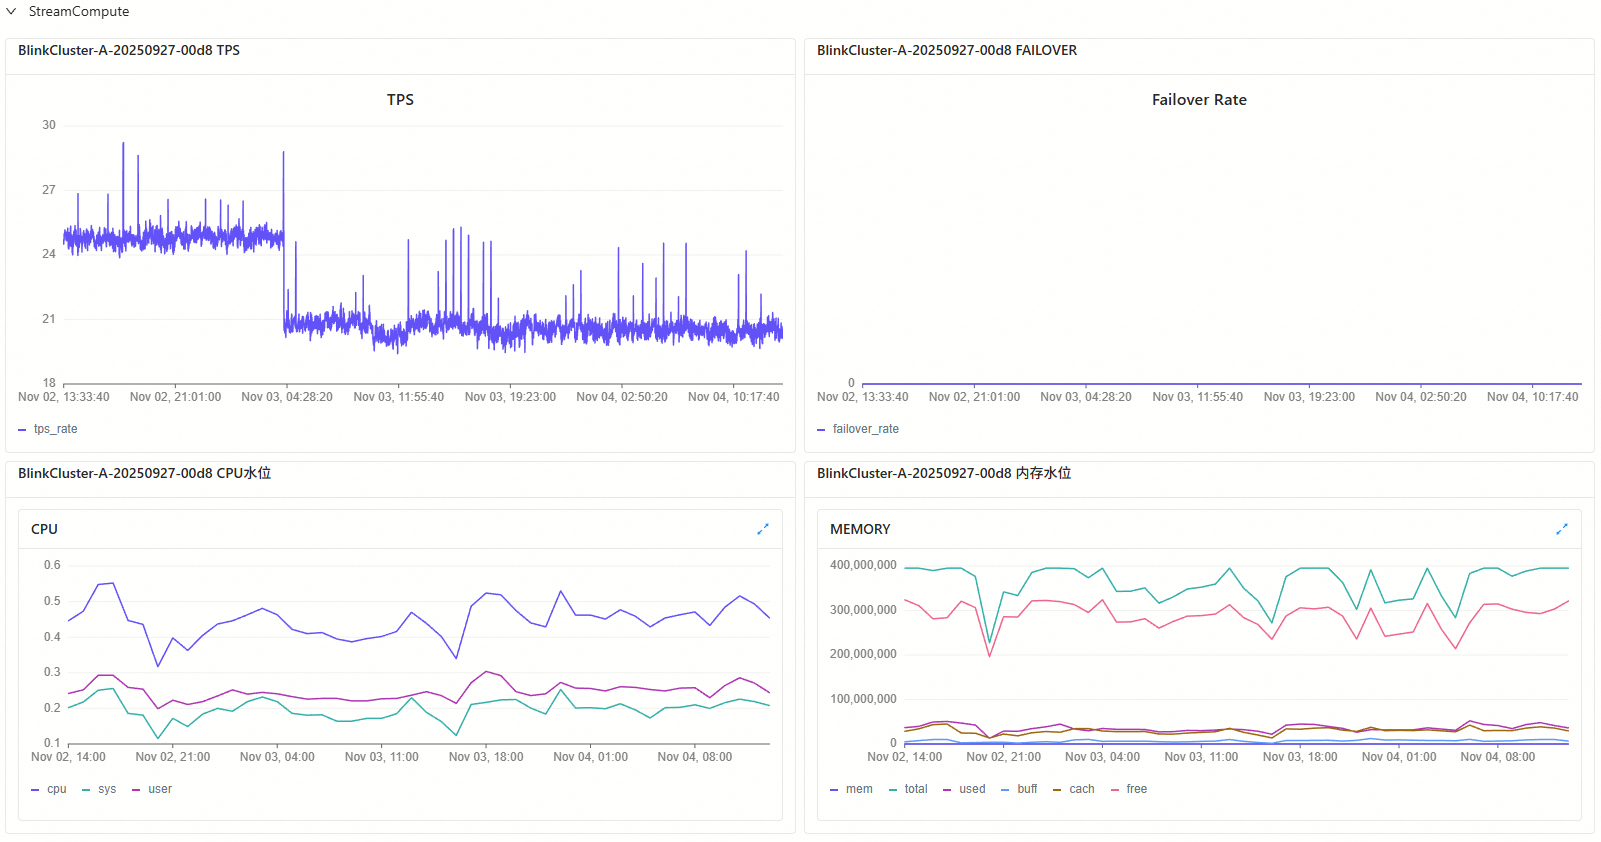 StreamCompute
BlinkCluster-A-20250927-00d8 TPS
TPS
30
27
24
21
18
Nov 02, 13:33:40 Nov 02, 21:01:00 Nov 03, 04:28:20 Nov 03, 11:55:40 Nov 03, 19:23:00 Nov 04, 02:50:20 Nov 04, 10:17:40
tps_rate
BlinkCluster-A-20250927-00d8 FAILOVER
Failover Rate
0
Nov 02, 13:33:40 Nov 02, 21:01:00 Nov 03, 04:28:20 Nov 03, 11:55:40 Nov 03, 19:23:00 Nov 04, 02:50:20 Nov 04, 10:17:40
failover_rate
BlinkCluster-A-20250927-00d8 CPU水位
CPU
0.6
0.5
0.4
0.3
0.2
0.1
Nov 02, 14:00 Nov 02, 21:00 Nov 03, 04:00 Nov 03, 11:00 Nov 03, 18:00 Nov 04, 01:00 Nov 04, 08:00
cpu sys user
BlinkCluster-A-20250927-00d8 内存水位
MEMORY
400,000,000
300,000,000
200,000,000
100,000,000
0
Nov 02, 14:00 Nov 02, 21:00 Nov 03, 04:00 Nov 03, 11:00 Nov 03, 18:00 Nov 04, 01:00 Nov 04, 08:00
mem total used buff cach free